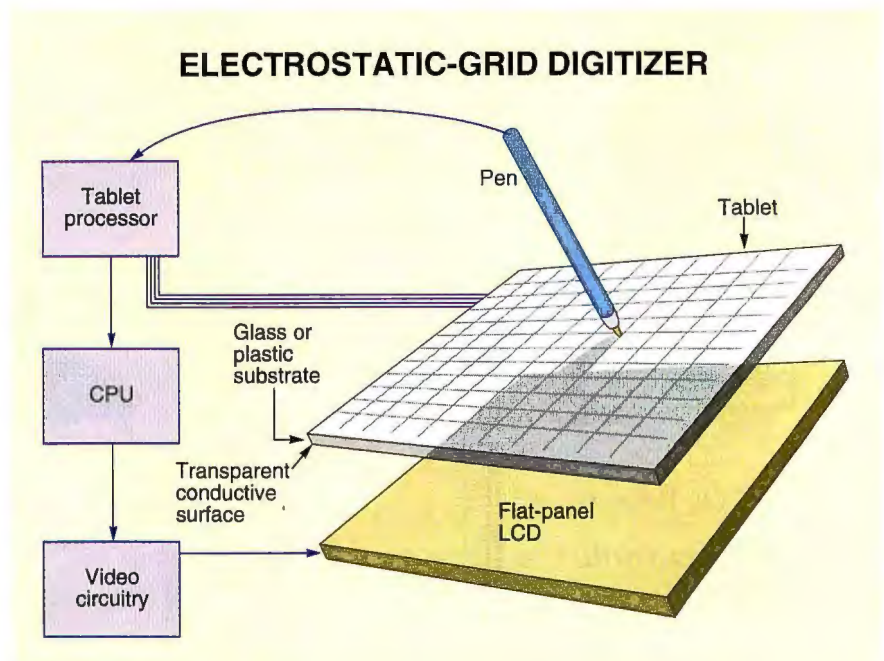 ELECTROSTATIC-GRID DIGITIZER
Tablet
processor
Pen
Tablet
Glass or
plastic
substrate
CPU
Transparent
conductive
surface
Flat-panel
LCD
Video
circuitry